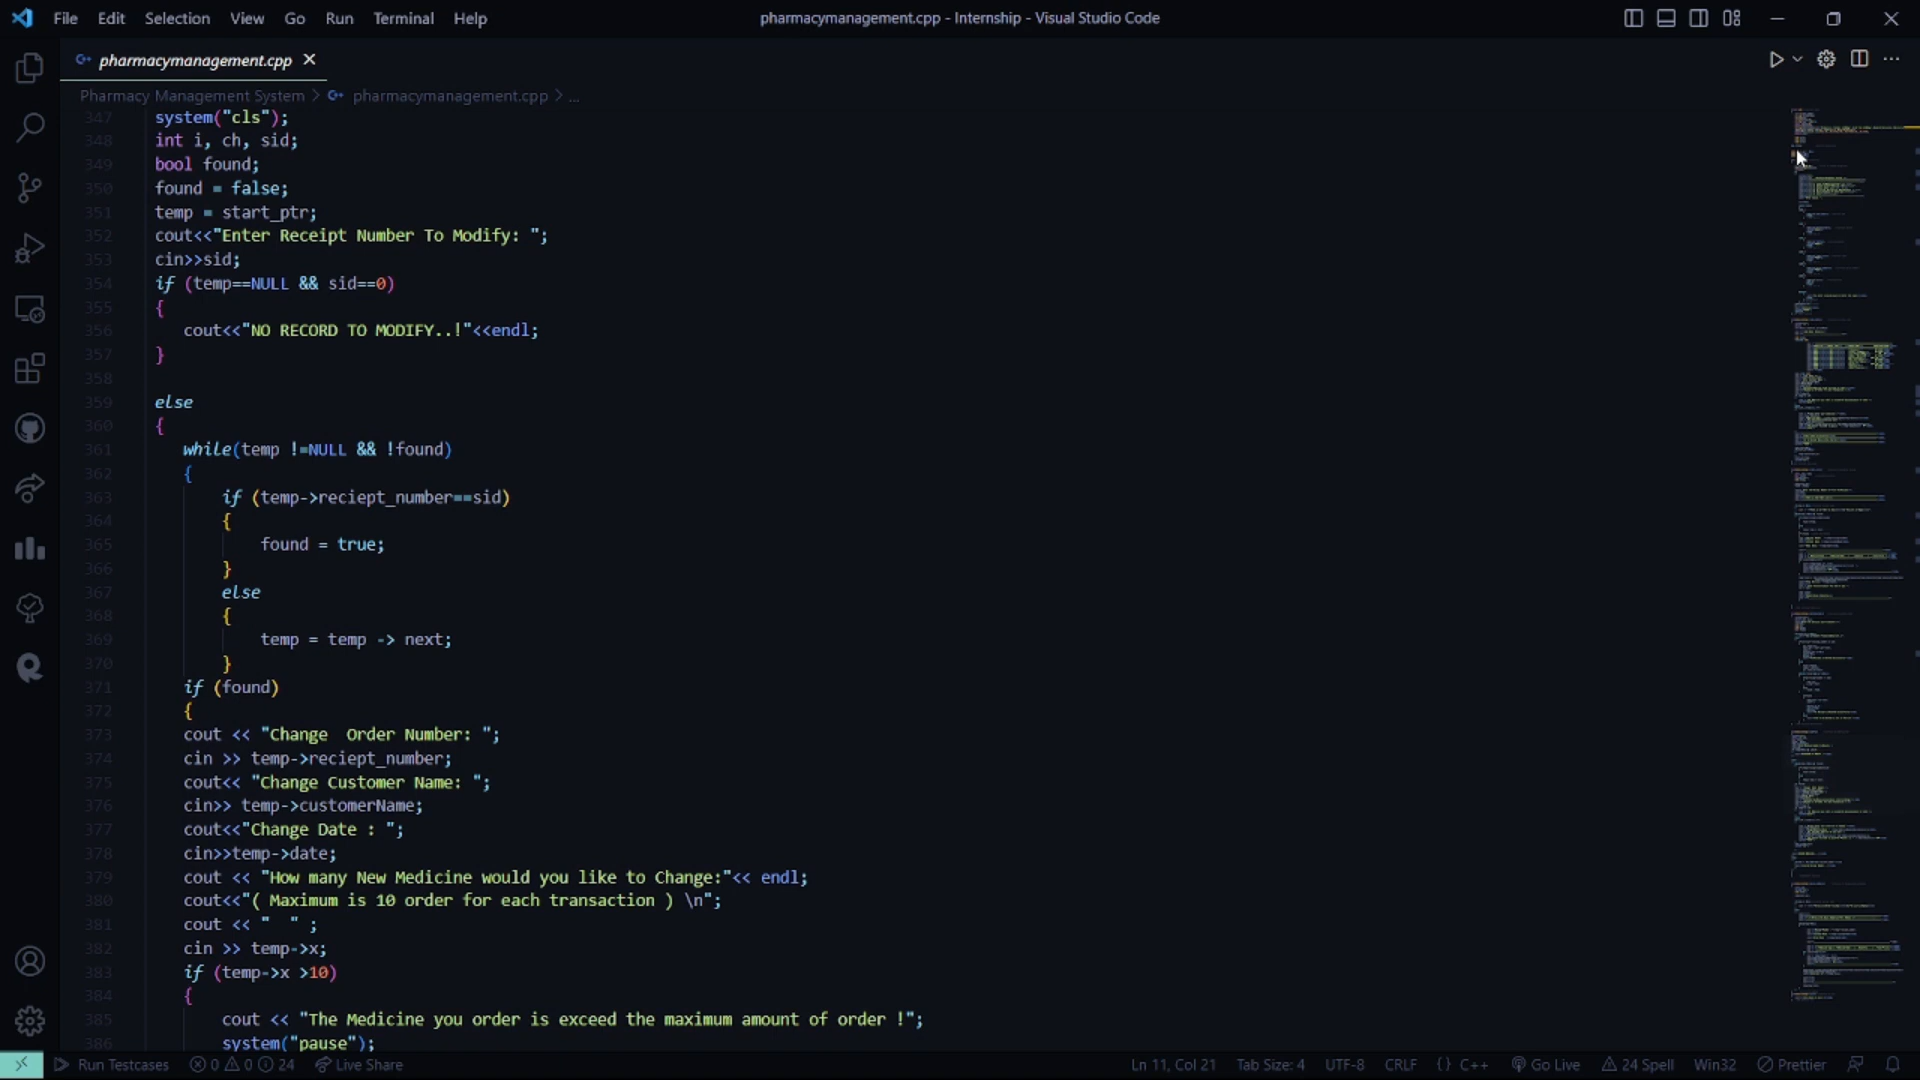 File Edit Selection View Go Run Terminal Help
pharmacymanagement.cpp - Internship - Visual Studio Code
pharmacymanagement.cpp
Pharmacy Management System > pharmacymanagement.cpp > ...
347 system("cls");
348 int i, ch, sid;
349 bool found;
350 found = false;
351 temp = start_ptr;
352 cout<<"Enter Receipt Number To Modify: ";
353 cin>>sid;
354 if (temp==NULL && sid==0)
355 {
356 cout<<"NO RECORD TO MODIFY..!"<<endl;
357 }
358
359 else
360 {
361 while(temp !=NULL && !found)
362 {
363 if (temp->reciept_number==sid)
364 {
365 found = true;
366 }
367 else
368 {
369 temp = temp -> next;
370 }
371 if (found)
372 {
373 cout << "Change  Order Number: ";
374 cin >> temp->reciept_number;
375 cout<< "Change Customer Name: ";
376 cin>> temp->customerName;
377 cout<<"Change Date : ";
378 cin>>temp->date;
379 cout << "How many New Medicine would you like to Change:"<< endl;
380 cout<<"( Maximum is 10 order for each transaction ) \n";
381 cout << "  " ;
382 cin >> temp->x;
383 if (temp->x >10)
384 {
385 cout << "The Medicine you order is exceed the maximum amount of order !";
386 system("pause");
Run Testcases 0 0 24 Live Share Ln 11, Col 21 Tab Size: 4 UTF-8 CRLF {} C++ Go Live 24 Spell Win32 Prettier